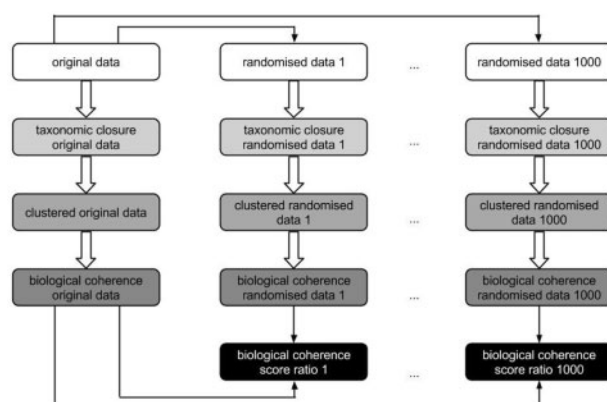 original data
randomised data 1
...
randomised data 1000
taxonomic closure
original data
taxonomic closure
randomised data 1
...
taxonomic closure
randomised data 1000
clustered original data
clustered randomised
data 1
...
clustered randomised
data 1000
biological coherence
original data
biological coherence
randomised data 1
...
biological coherence
randomised data 1000
biological coherence
score ratio 1
...
biological coherence
score ratio 1000